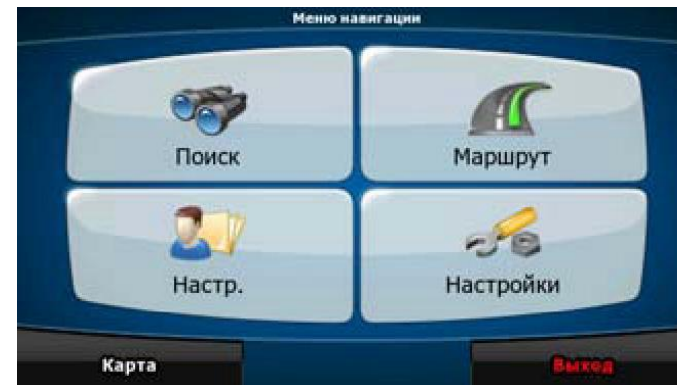 Меню навигации
Поиск
Маршрут
Настр.
Настройки
Карта
Выход